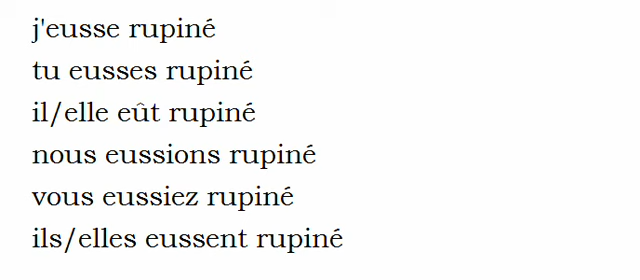 j'eusse rupiné
tu eusses rupiné
il/elle eût rupiné
nous eussions rupiné
vous eussiez rupiné
ils/elles eussent rupiné